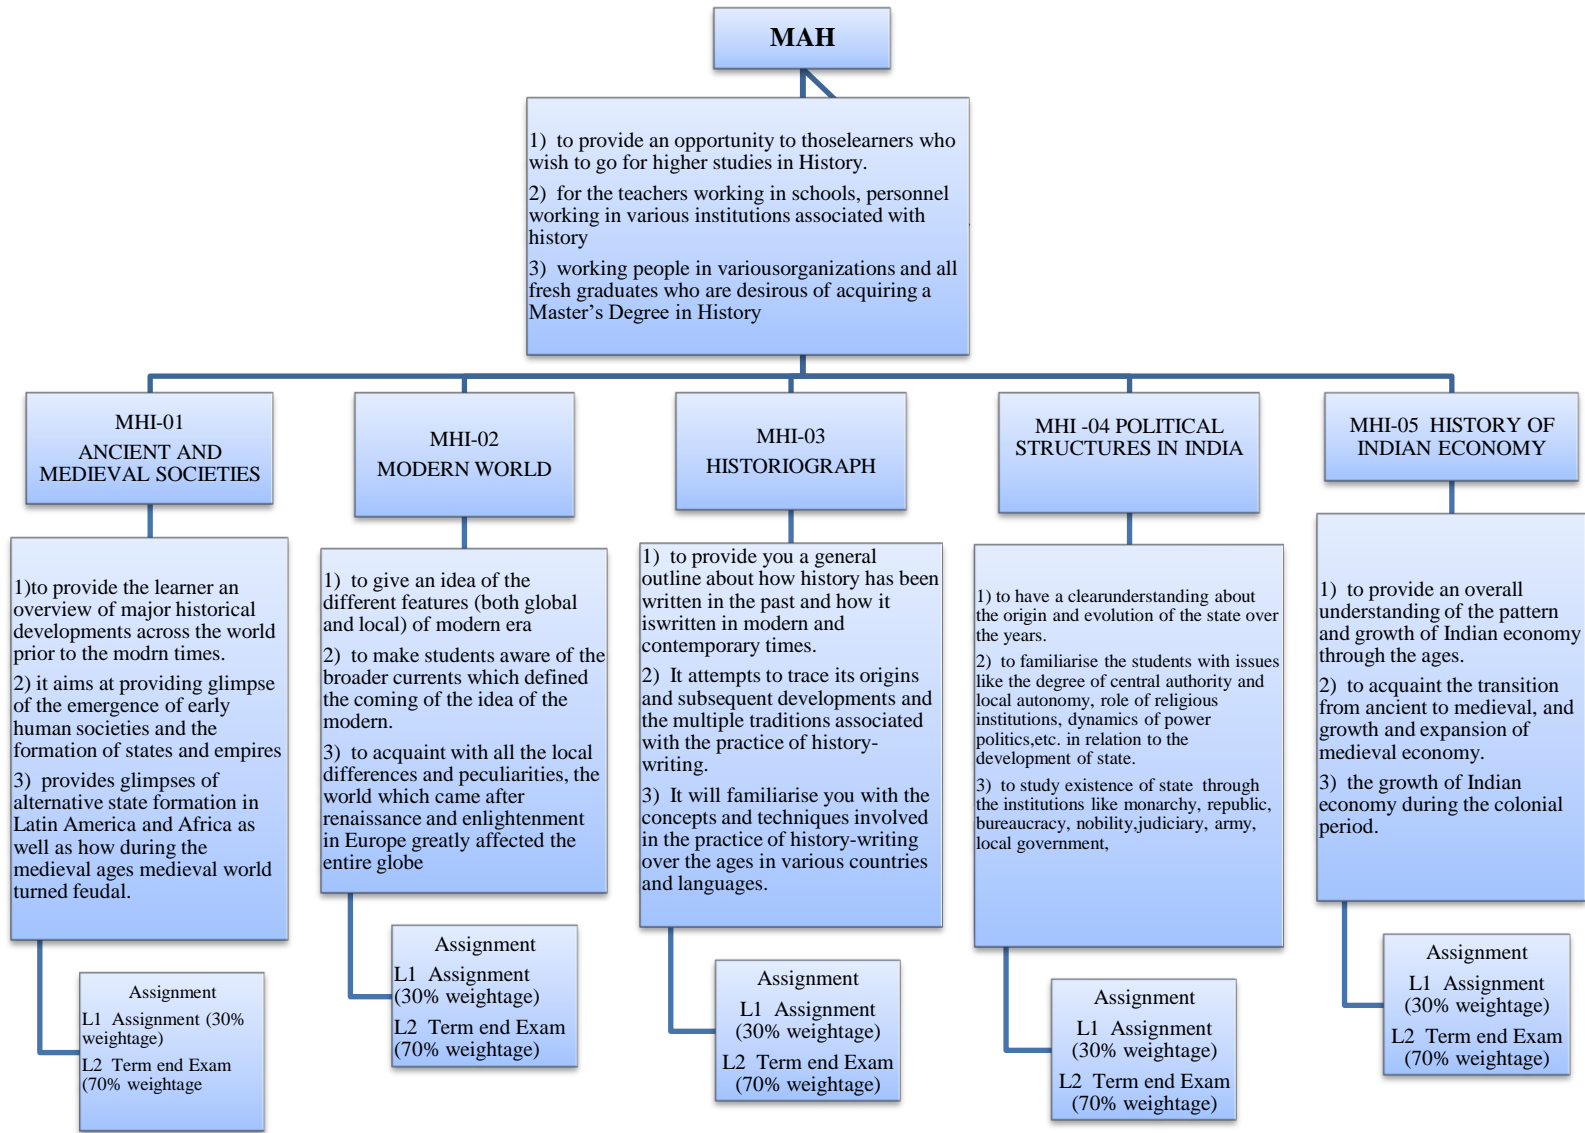 MAH
1) to provide an opportunity to thoselearners who
wish to go for higher studies in History.
2) for the teachers working in schools, personnel
working in various institutions associated with
history
3) working people in variousorganizations and all
fresh graduates who are desirous of acquiring a
Master's Degree in History
MHI-01
ANCIENT AND
MEDIEVAL SOCIETIES
1)to provide the learner an
overview of major historical
developments across the world
prior to the modrn times.
2) it aims at providing glimpse
of the emergence of early
human societies and the
formation of states and empires
3) provides glimpses of
alternative state formation in
Latin America and Africa as
well as how during the
medieval ages medieval world
turned feudal.
Assignment
L1 Assignment (30%
weightage)
L2 Term end Exam
(70% weightage
MHI-02
MODERN WORLD
1) to give an idea of the
different features (both global
and local) of modern era
2) to make students aware of the
broader currents which defined
the coming of the idea of the
modern.
3) to acquaint with all the local
differences and peculiarities, the
world which came after
renaissance and enlightenment
in Europe greatly affected the
entire globe
Assignment
L1 Assignment
(30% weightage)
L2 Term end Exam
(70% weightage)
MHI-03
HISTORIOGRAPH
1) to provide you a general
outline about how history has been
written in the past and how it
iswritten in modern and
contemporary times.
2) It attempts to trace its origins
and subsequent developments and
the multiple traditions associated
with the practice of history-
writing.
3) It will familiarise you with the
concepts and techniques involved
in the practice of history-writing
over the ages in various countries
and languages.
Assignment
L1 Assignment
(30% weightage)
L2 Term end Exam
(70% weightage)
MHI -04 POLITICAL
STRUCTURES IN INDIA
1) to have a clearunderstanding about
the origin and evolution of the state over
the years.
2) to familiarise the students with issues
like the degree of central authority and
local autonomy, role of religious
institutions, dynamics of power
politics,etc. in relation to the
development of state.
3) to study existence of state through
the institutions like monarchy, republic,
bureaucracy, nobility,judiciary, army,
local government,
Assignment
L1 Assignment
(30% weightage)
L2 Term end Exam
(70% weightage)
MHI-05 HISTORY OF
INDIAN ECONOMY
1) to provide an overall
understanding of the pattern
and growth of Indian economy
through the ages.
2) to acquaint the transition
from ancient to medieval, and
growth and expansion of
medieval economy.
3) the growth of Indian
economy during the colonial
period.
Assignment
L1 Assignment
(30% weightage)
L2 Term end Exam
(70% weightage)